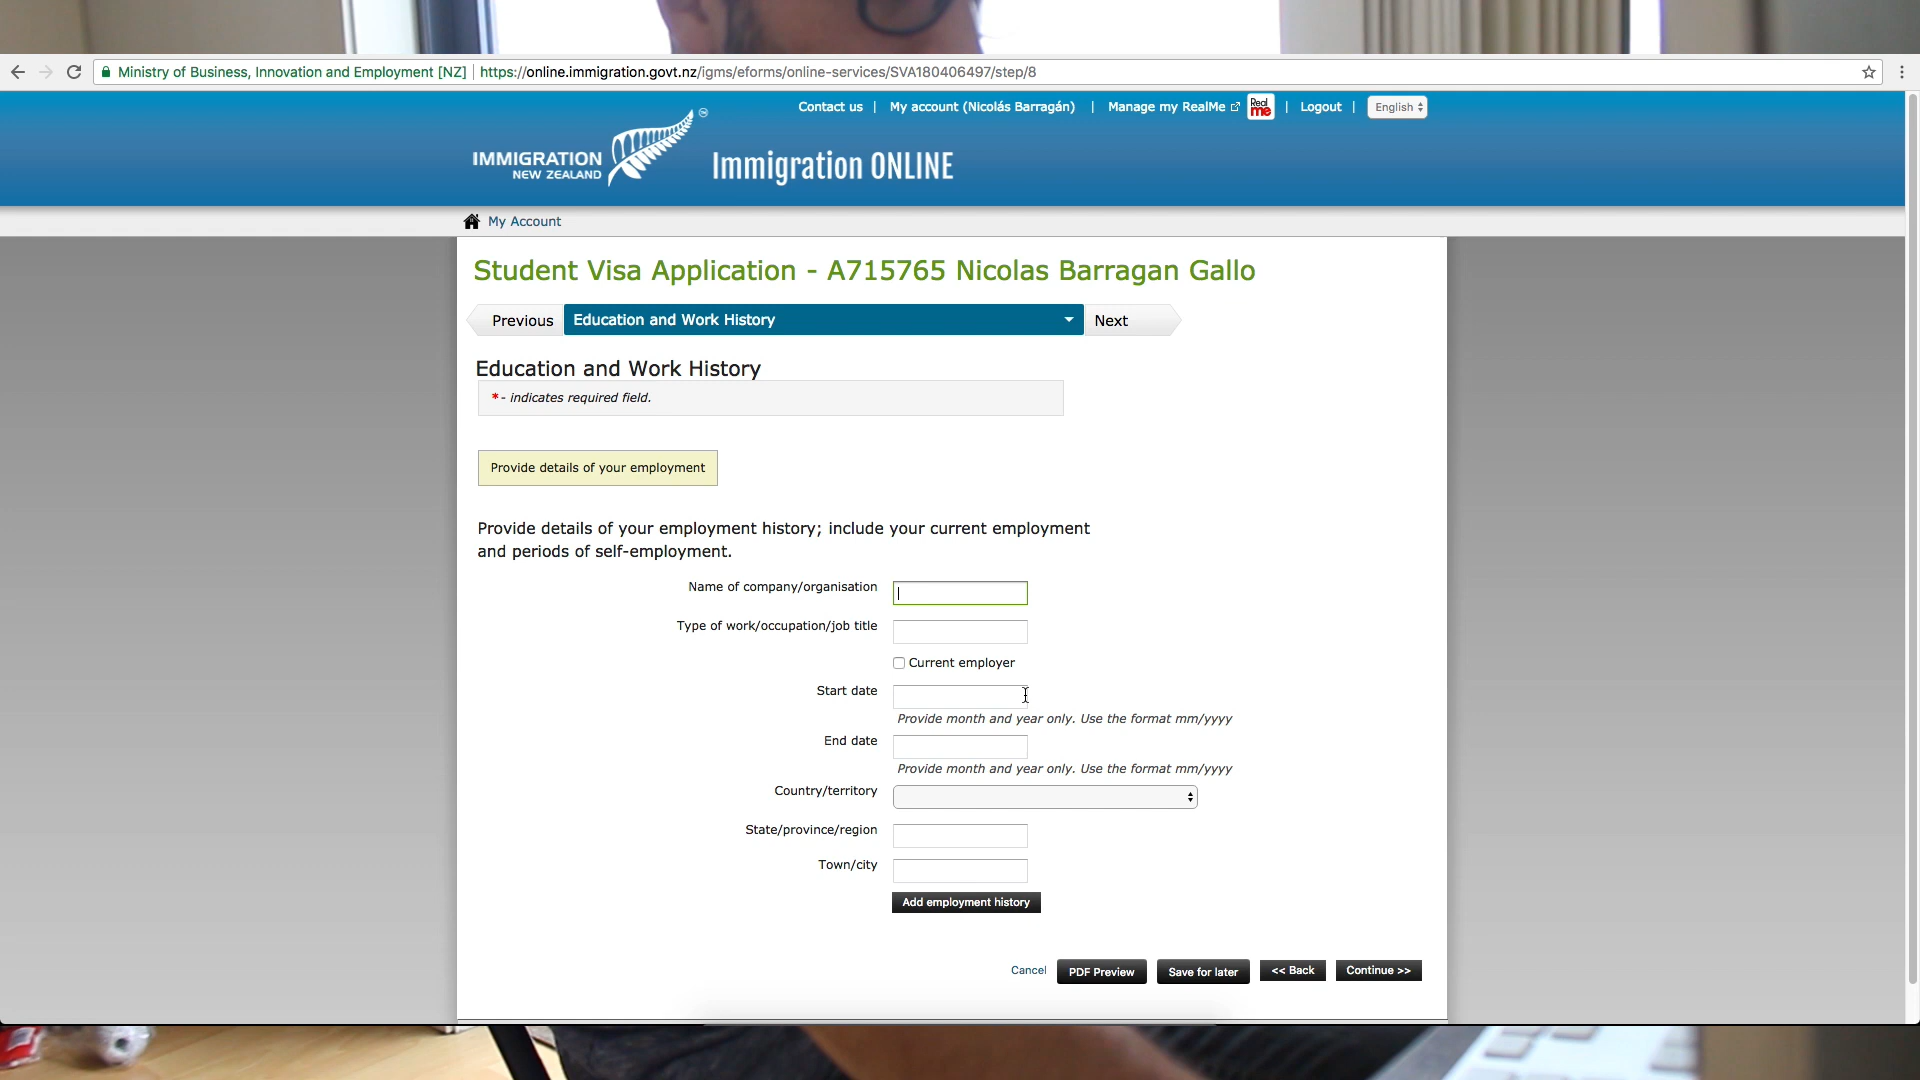 Ministry of Business, Innovation and Employment [NZ] | https://online.immigration.govt.nz/igms/eforms/online-services/SVA180406497/step/8
Contact us | My account (Nicolás Barragán) | Manage my RealMe Real me | Logout | English
IMMIGRATION
NEW ZEALAND
Immigration ONLINE
My Account
Student Visa Application - A715765 Nicolas Barragan Gallo
Previous Education and Work History Next
Education and Work History
*- indicates required field.
Provide details of your employment
Provide details of your employment history; include your current employment
and periods of self-employment.
Name of company/organisation
Type of work/occupation/job title
Current employer
Start date
Provide month and year only. Use the format mm/yyyy
End date
Provide month and year only. Use the format mm/yyyy
Country/territory
State/province/region
Town/city
Add employment history
Cancel PDF Preview Save for later << Back Continue >>